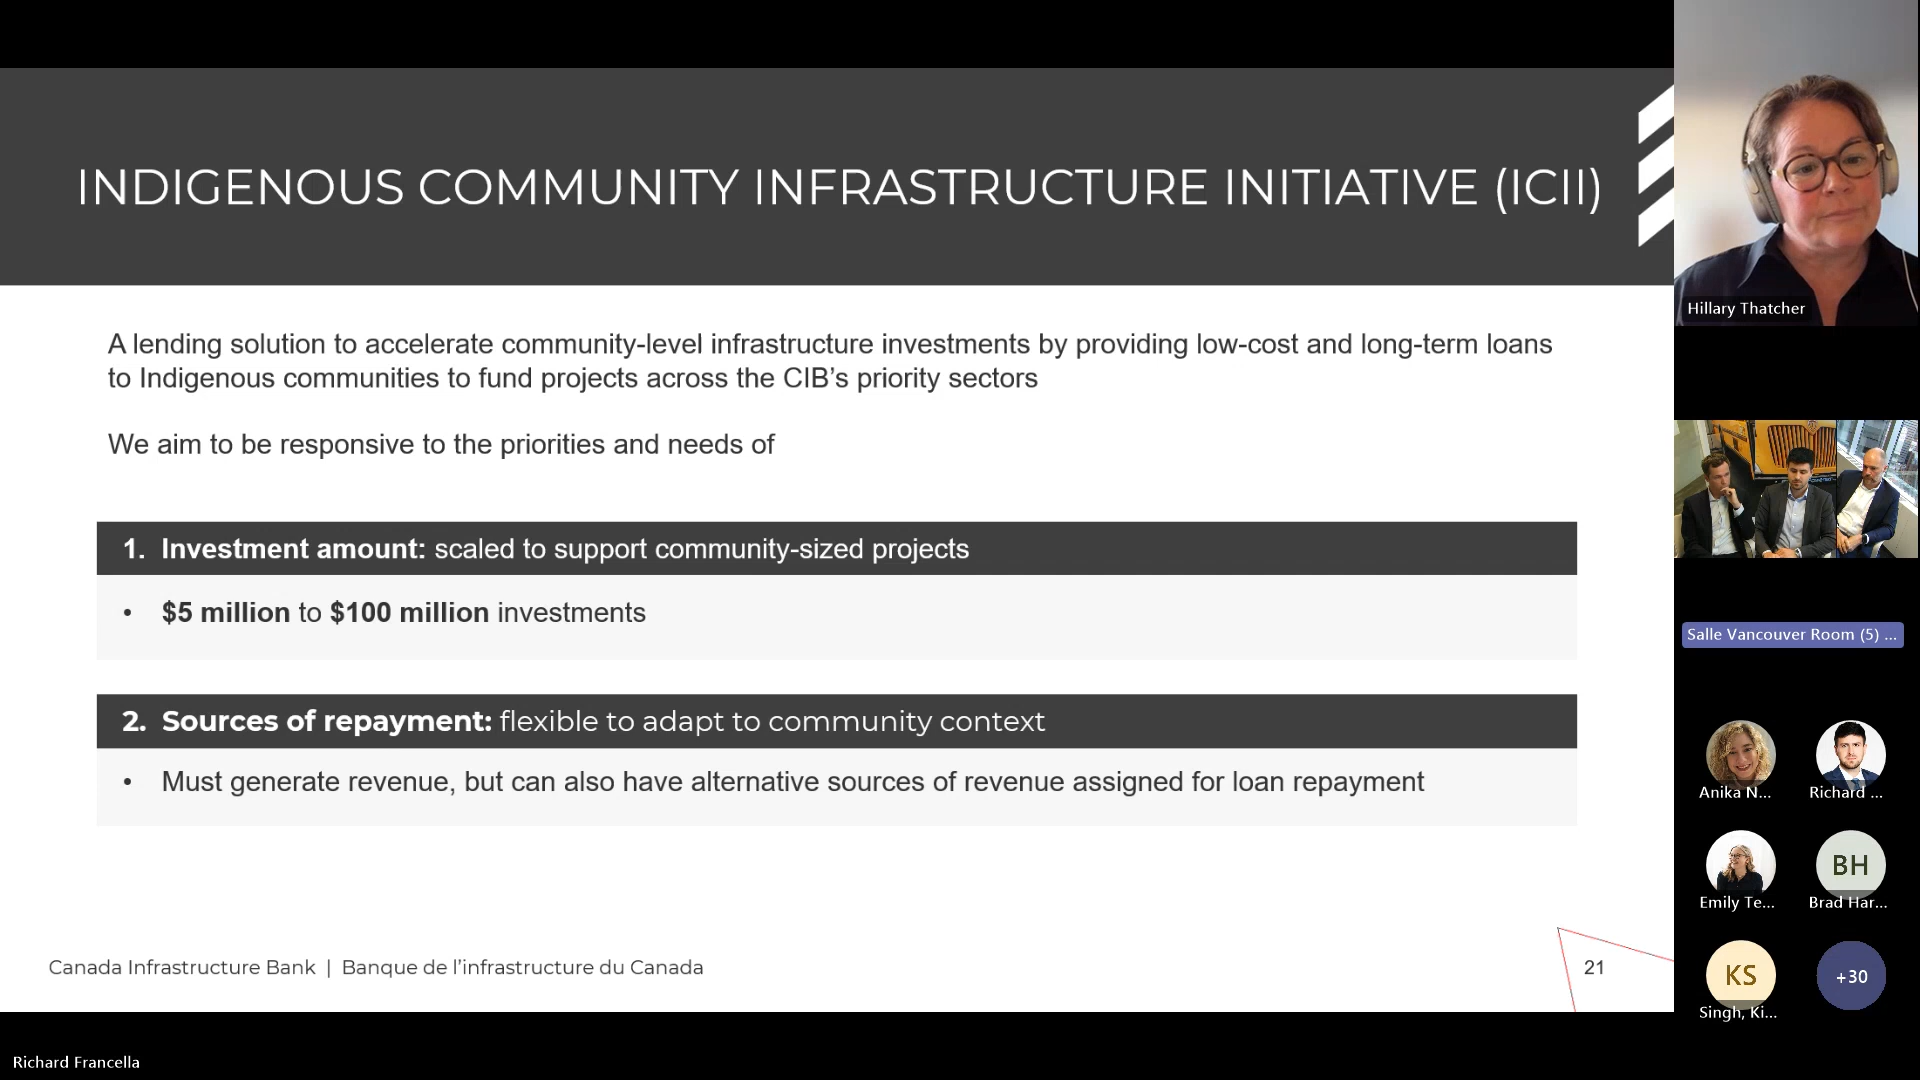 INDIGENOUS COMMUNITY INFRASTRUCTURE INITIATIVE (ICII)
A lending solution to accelerate community-level infrastructure investments by providing low-cost and long-term loans
to Indigenous communities to fund projects across the CIB’s priority sectors
We aim to be responsive to the priorities and needs of
1. Investment amount: scaled to support community-sized projects
• $5 million to $100 million investments
2. Sources of repayment: flexible to adapt to community context
• Must generate revenue, but can also have alternative sources of revenue assigned for loan repayment
Canada Infrastructure Bank | Banque de l’infrastructure du Canada
21
Hillary Thatcher
Salle Vancouver Room (5) ...
Anika N...
Richard ...
Emily Te...
BH
Brad Har...
KS
Singh, Ki...
+30
Richard Francella